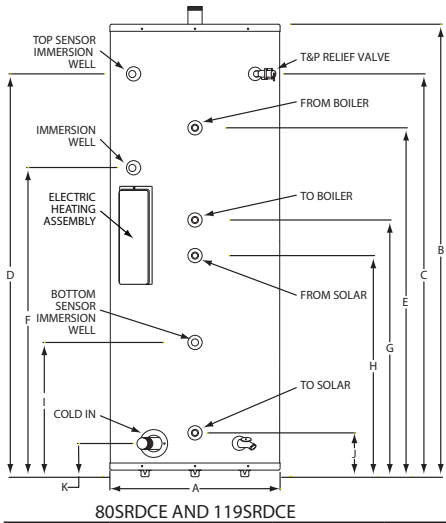 TOP SENSOR
IMMERSION
WELL
T&P RELIEF VALVE
FROM BOILER
IMMERSION
WELL
TO BOILER
ELECTRIC
HEATING
ASSEMBLY
D
F
B
C
E
G
H
FROM SOLAR
BOTTOM
SENSOR
IMMERSION
WELL
I
TO SOLAR
COLD IN
J
K
A
80SRDCE AND 119SRDCE